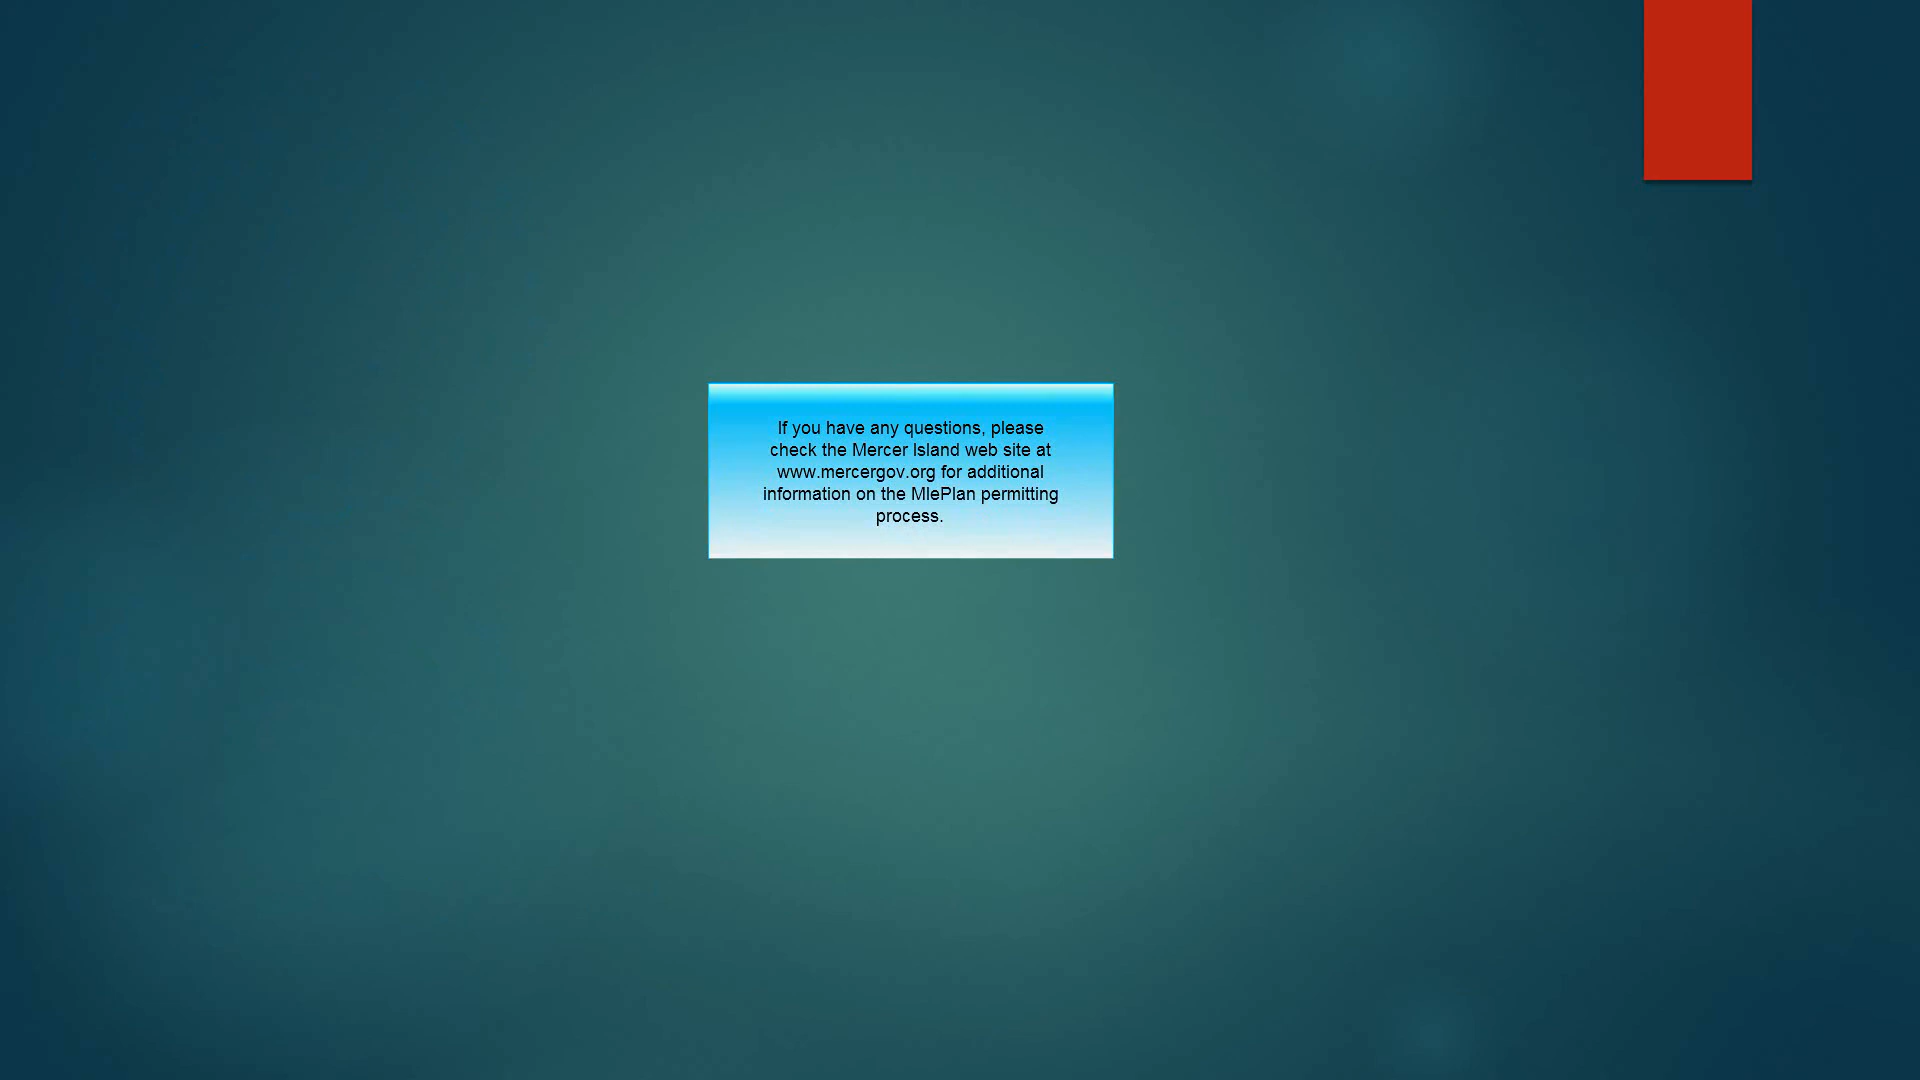 If you have any questions, please
check the Mercer Island web site at
www.mercergov.org for additional
information on the MIePlan permitting
process.